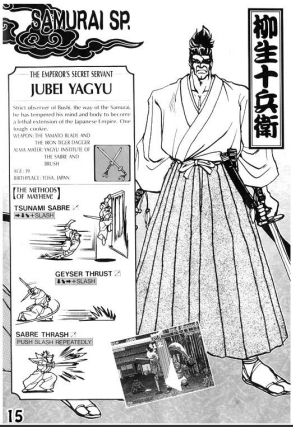 SAMURAI SP.
THE EMPEROR'S SECRET SERVANT
JUBEI YAGYU
Strict observer of Bushi, the way of the Samurai,
he has tempered his mind and body to become
a lethal extension of the Japanese Empire. One
tough cookie.
WEAPON: THE YAMATO BLADE AND
THE IRON TIGER DAGGER
ALMA MATER: YAGYU INSTITUTE OF
THE SABRE AND
BRUSH
AGE: 39
BIRTHPLACE: TOSA, JAPAN
THE METHODS
OF MAYHEM!
TSUNAMI SABRE
+SLASH
GEYSER THRUST
+SLASH
SABRE THRASH
PUSH SLASH REPEATEDLY
柳生十兵衛
15